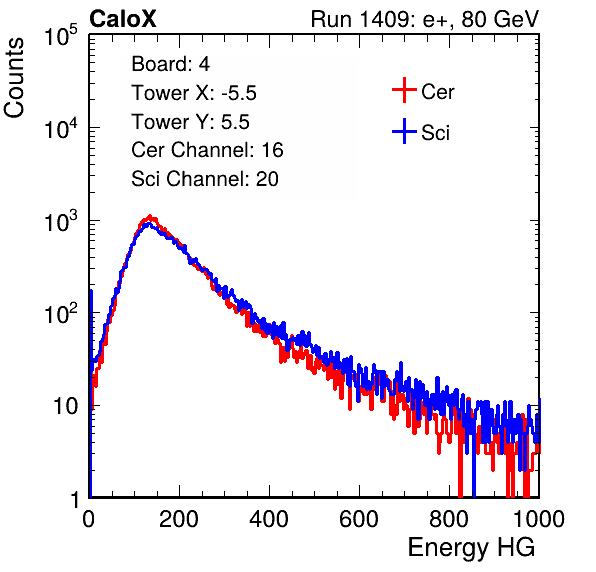 CaloX Run 1409: e+, 80 GeV
Counts
10^5
10^4
10^3
10^2
10
1
Board: 4
Tower X: -5.5
Tower Y: 5.5
Cer Channel: 16
Sci Channel: 20
Cer
Sci
0 200 400 600 800 1000
Energy HG